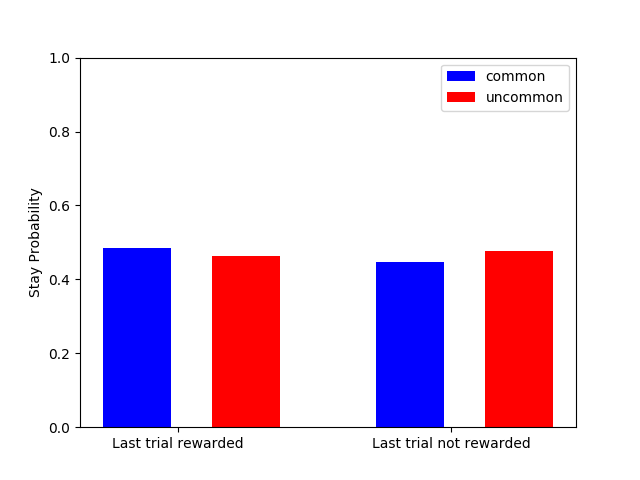 1.0
common
uncommon
0.8
0.6
0.4
0.2
0.0
Stay Probability
Last trial rewarded
Last trial not rewarded